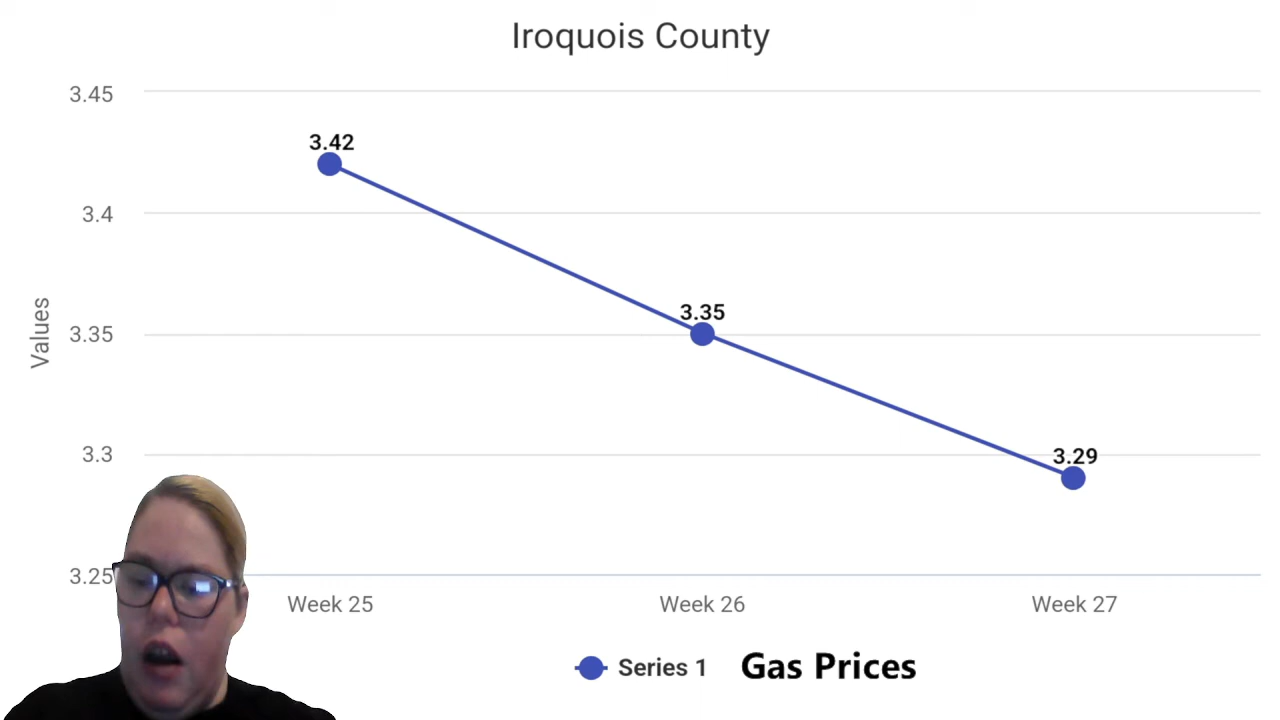 Iroquois County
3.45
3.42
3.4
3.35
3.35
3.3
3.29
3.25
Values
Week 25 Week 26 Week 27
Series 1 Gas Prices